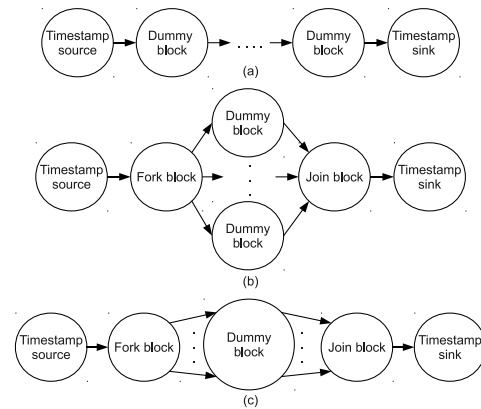 Timestamp source
Dummy block
. . . .
Dummy block
Timestamp sink
(a)
Dummy block
Timestamp source
Fork block
Join block
Timestamp sink
Dummy block
(b)
Timestamp source
Fork block
Dummy block
Join block
Timestamp sink
(c)